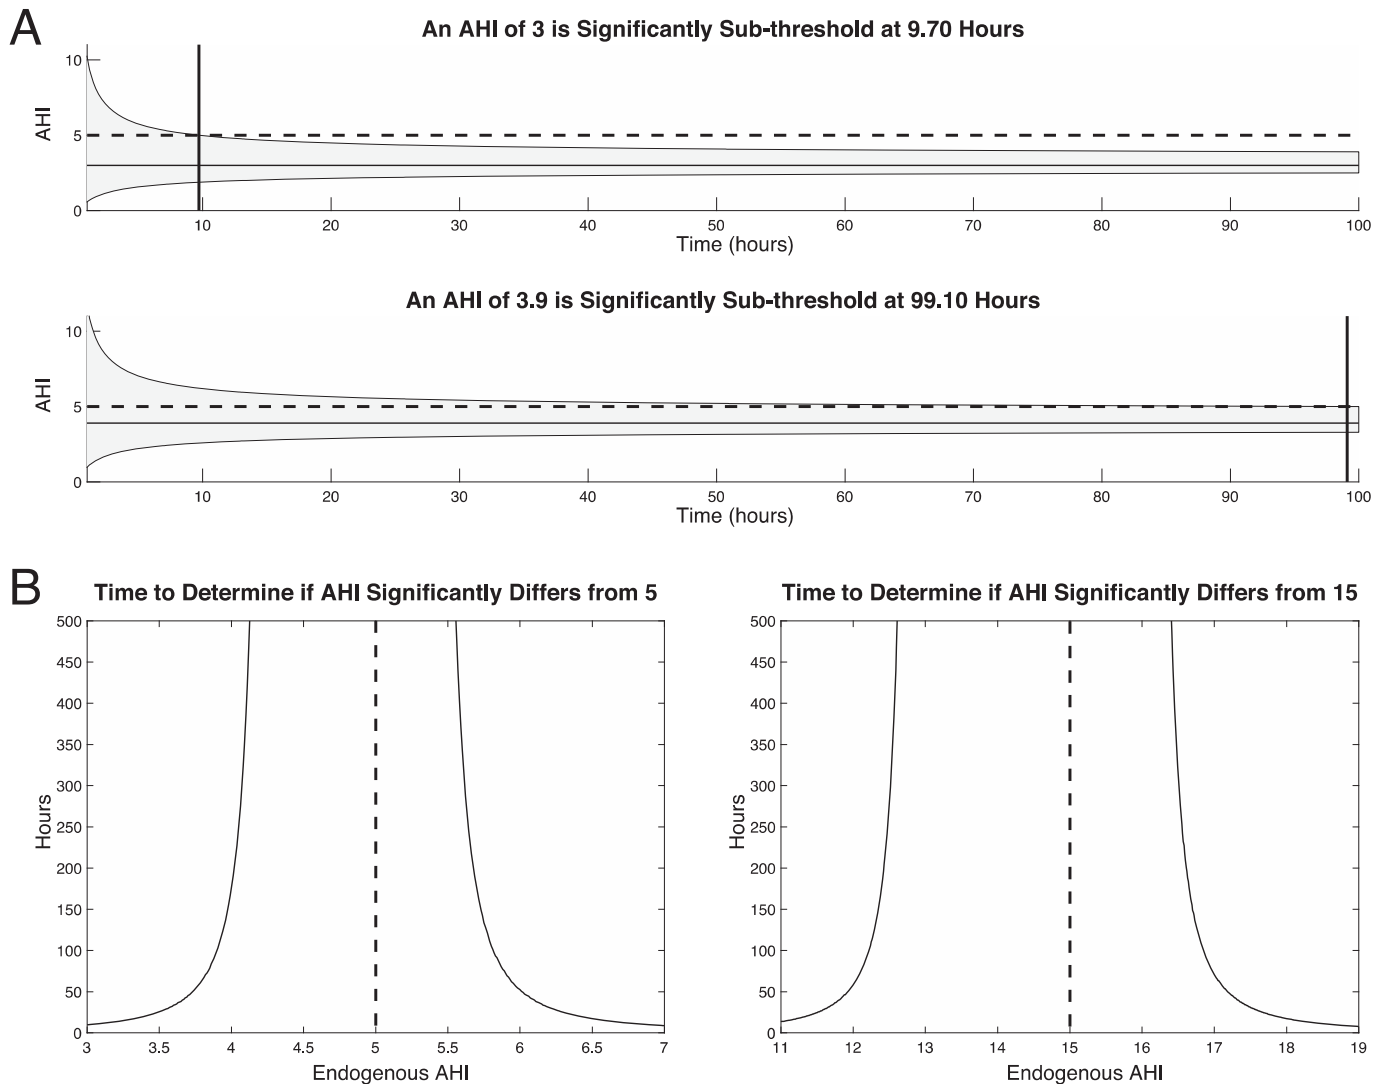 A
An AHI of 3 is Significantly Sub-threshold at 9.70 Hours
10
5
0
AHI
10 20 30 40 50 60 70 80 90 100
Time (hours)
An AHI of 3.9 is Significantly Sub-threshold at 99.10 Hours
10
5
0
AHI
10 20 30 40 50 60 70 80 90 100
Time (hours)
B
Time to Determine if AHI Significantly Differs from 5
500
450
400
350
300
250
200
150
100
50
0
Hours
3 3.5 4 4.5 5 5.5 6 6.5 7
Endogenous AHI
Time to Determine if AHI Significantly Differs from 15
500
450
400
350
300
250
200
150
100
50
0
Hours
11 12 13 14 15 16 17 18 19
Endogenous AHI